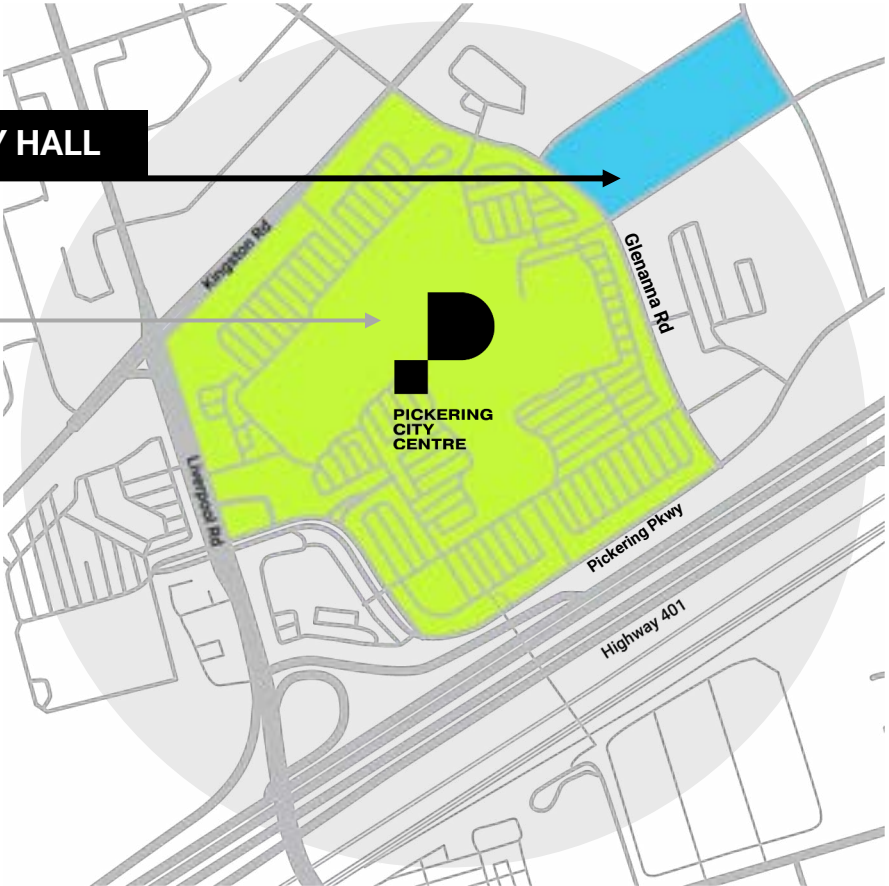 Y HALL
Kingston Rd
Glenanna Rd
PICKERING
CITY
CENTRE
Liverpool Rd
Pickering Pkwy
Highway 401